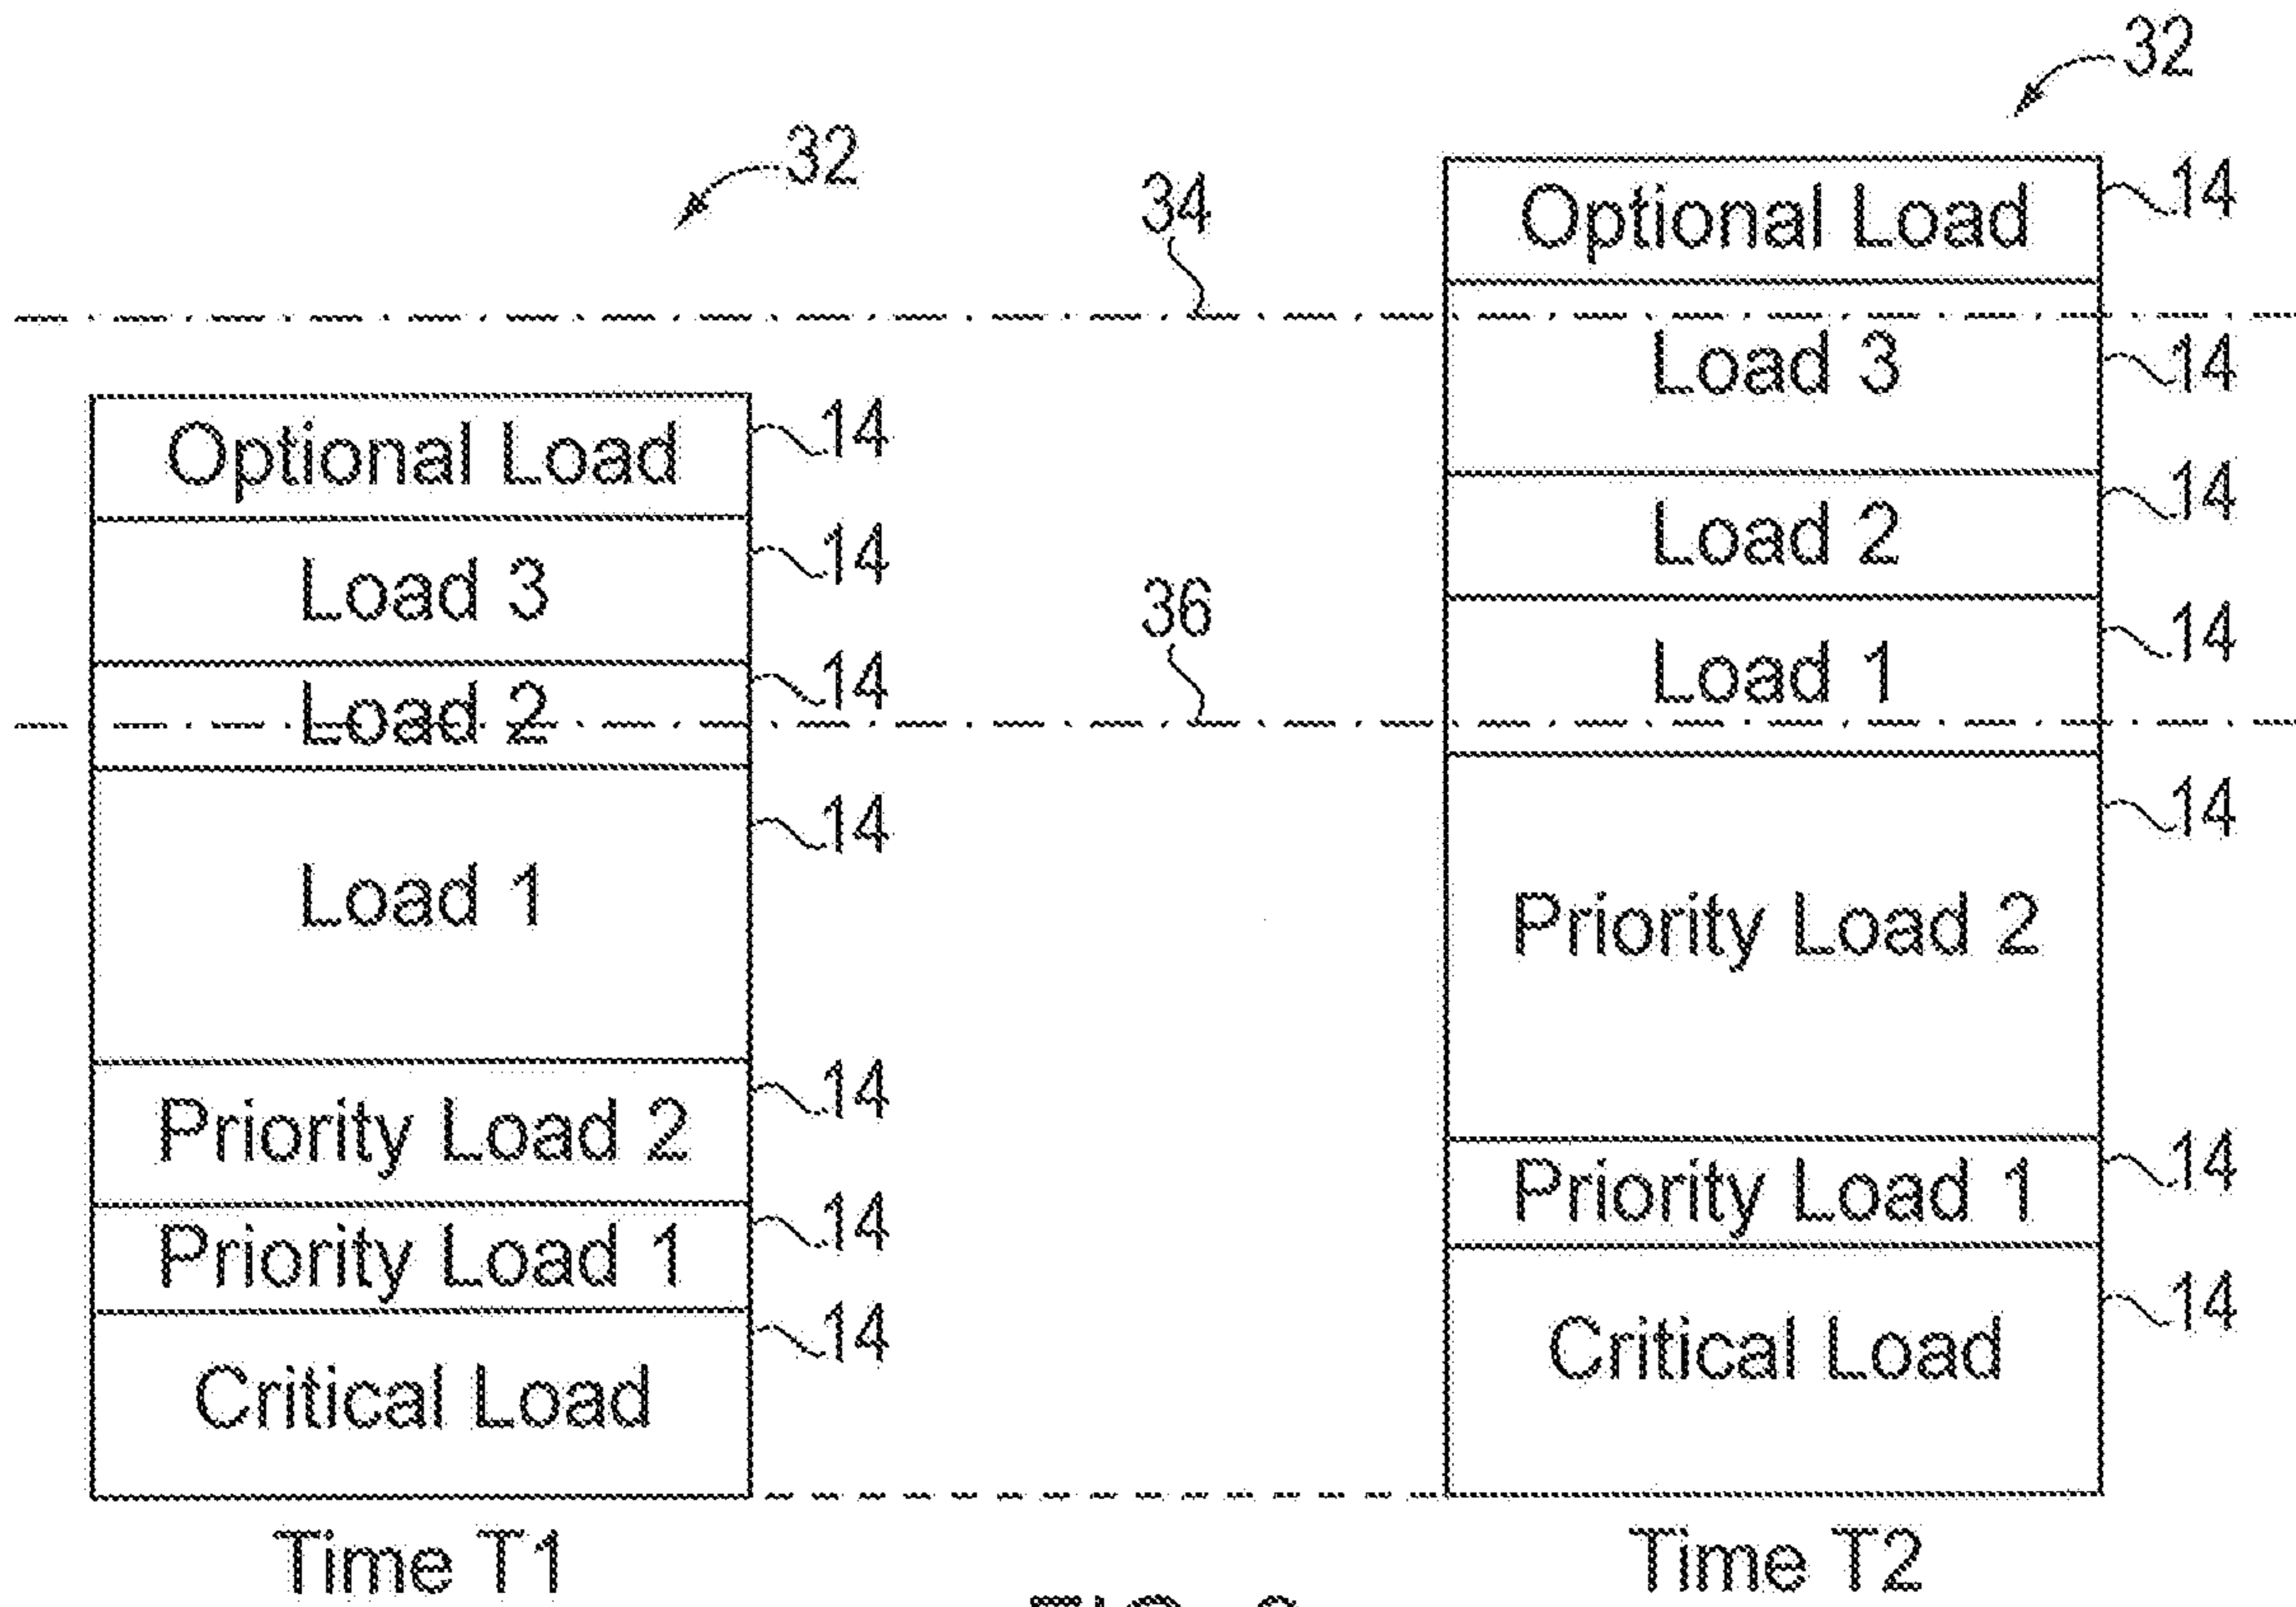 32
32
34
Optional Load 14
Load 3 14
Optional Load 14
Load 2 14
Load 3 14
36
Load 1 14
Load 2 14
Load 1 14
Priority Load 2 14
Priority Load 2 14
Priority Load 1 14
Priority Load 1 14
Critical Load 14
Critical Load 14
Time T1
Time T2